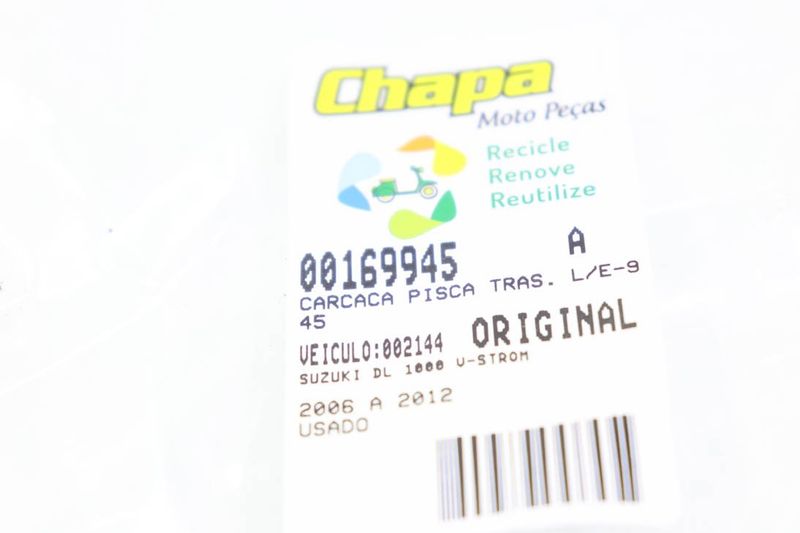 Chapa
Moto Peças
Recicle
Renove
Reutilize
00169945 A
CARCACA PISCA TRAS. L/E-9
45
VEICULO:002144 ORIGINAL
SUZUKI DL 1000 V-STROM
2006 A 2012
USADO